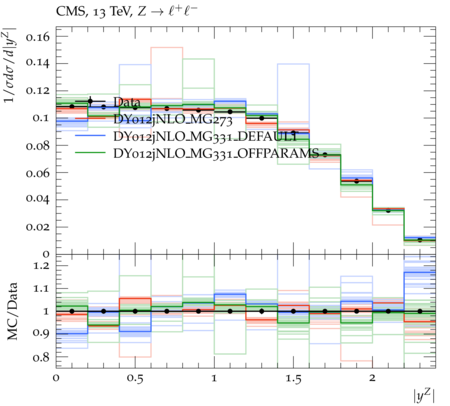 CMS, 13 TeV, Z → ℓ⁺ℓ⁻
1/σdσ/d|y^Z|
0.16
0.14
0.12
0.1
0.08
0.06
0.04
0.02
0
Data
DY012jNLO_MG273
DY012jNLO_MG331_DEFAULT
DY012jNLO_MG331_OFFPARAMS
MC/Data
1.2
1.1
1
0.9
0.8
0 0.5 1 1.5 2
|y^Z|